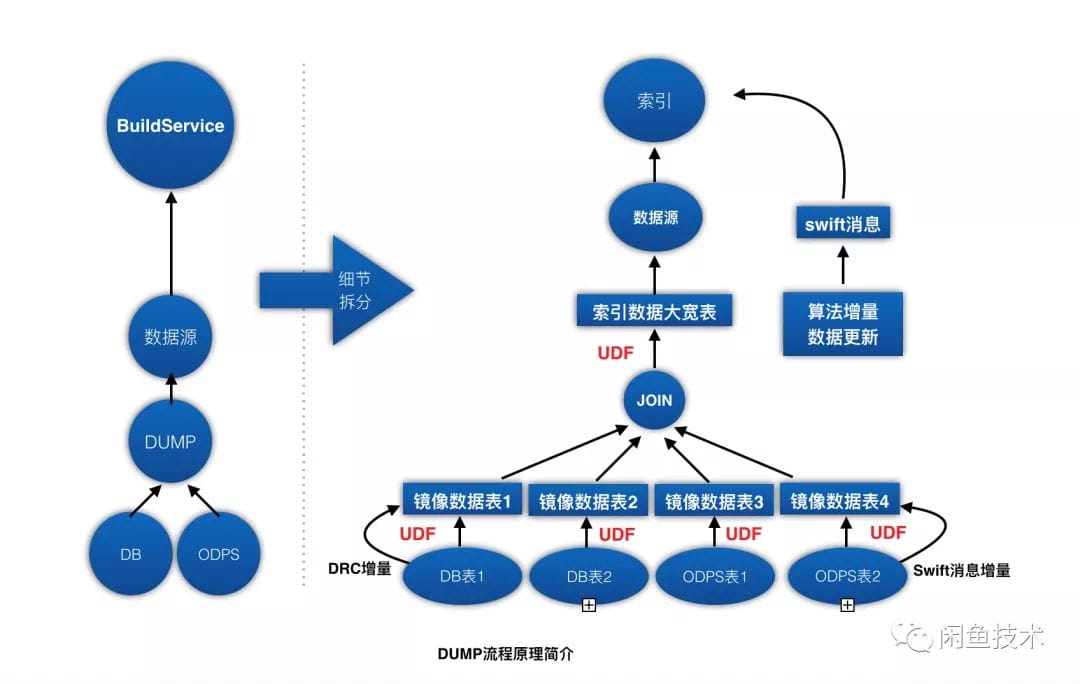 BuildService
数据源
DUMP
DB
ODPS
细节
拆分
索引
数据源
swift消息
索引数据大宽表
算法增量
数据更新
UDF
JOIN
镜像数据表1
镜像数据表2
镜像数据表3
镜像数据表4
UDF
UDF
UDF
UDF
DRC增量
DB表1
DB表2
ODPS表1
ODPS表2
Swift消息增量
DUMP流程原理简介
闲鱼技术